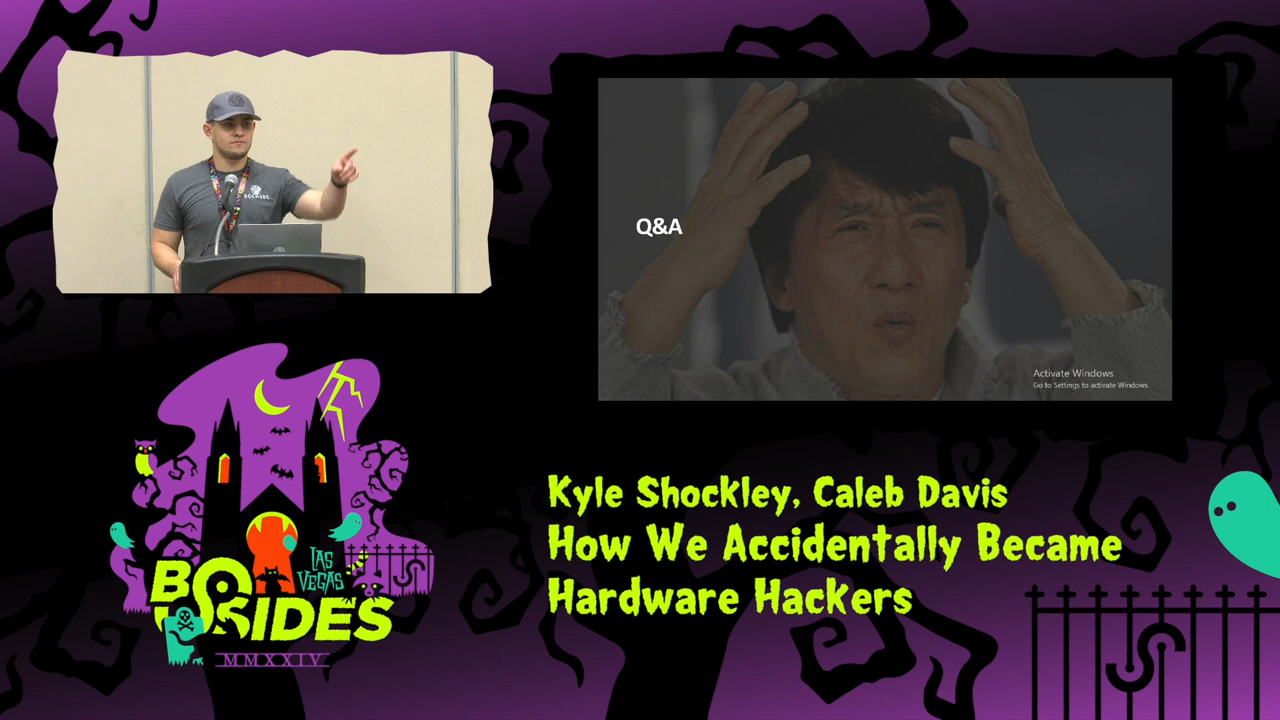 Q&A
Activate Windows
Go to Settings to activate Windows.
LAS
VEGAS
BSIDES
MMXXIV
Kyle Shockley, Caleb Davis
How We Accidentally Became
Hardware Hackers